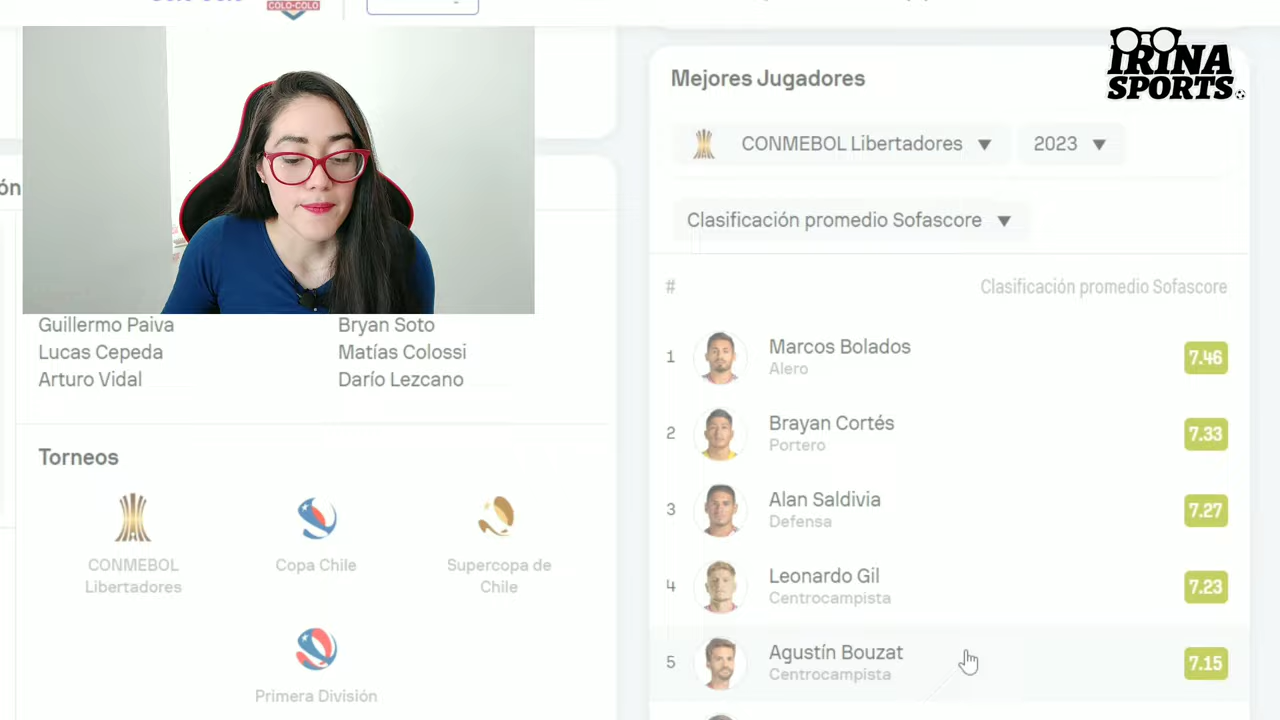 COLO-COLO
IRINA
SPORTS.
Mejores Jugadores
CONMEBOL Libertadores
2023
Clasificación promedio Sofascore
#
Clasificación promedio Sofascore
1
Marcos Bolados
Alero
7.46
2
Brayan Cortés
Portero
7.33
3
Alan Saldivia
Defensa
7.27
4
Leonardo Gil
Centrocampista
7.23
5
Agustín Bouzat
Centrocampista
7.15
ón
Guillermo Paiva
Bryan Soto
Lucas Cepeda
Matías Colossi
Arturo Vidal
Darío Lezcano
Torneos
CONMEBOL
Libertadores
Copa Chile
Supercopa de
Chile
Primera División